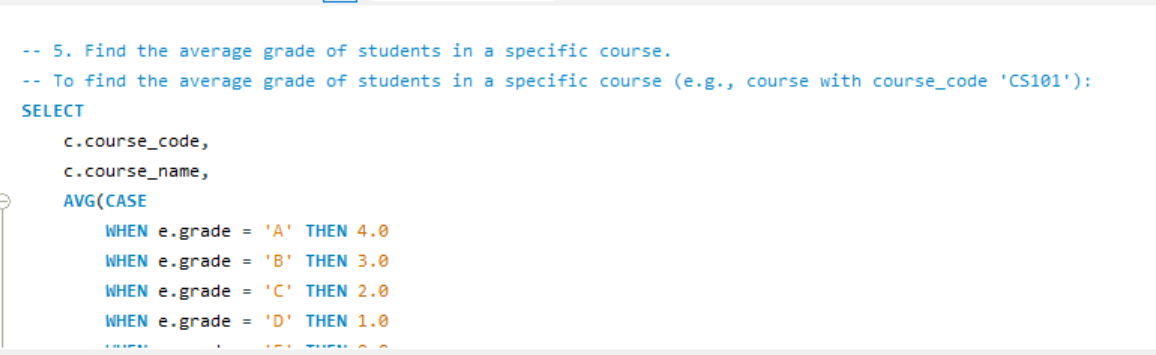 -- 5. Find the average grade of students in a specific course.
-- To find the average grade of students in a specific course (e.g., course with course_code 'CS101'):
SELECT
c.course_code,
c.course_name,
AVG(CASE
WHEN e.grade = 'A' THEN 4.0
WHEN e.grade = 'B' THEN 3.0
WHEN e.grade = 'C' THEN 2.0
WHEN e.grade = 'D' THEN 1.0